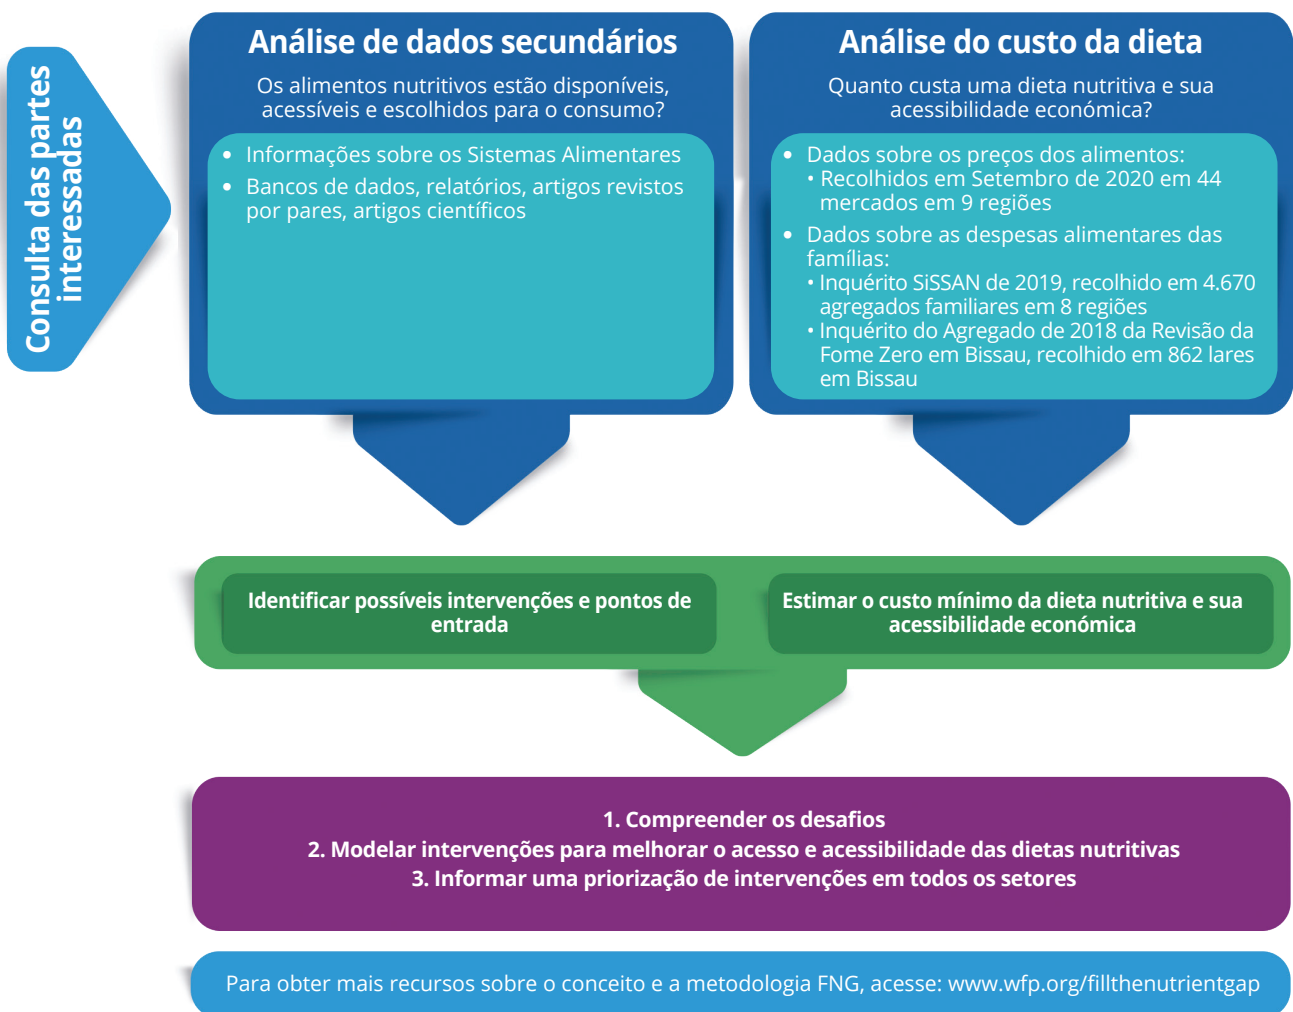 Consulta das partes
interessadas
Análise de dados secundários
Os alimentos nutritivos estão disponíveis,
acessíveis e escolhidos para o consumo?
• Informações sobre os Sistemas Alimentares
• Bancos de dados, relatórios, artigos revistos
por pares, artigos científicos
Análise do custo da dieta
Quanto custa uma dieta nutritiva e sua
acessibilidade económica?
• Dados sobre os preços dos alimentos:
• Recolhidos em Setembro de 2020 em 44
mercados em 9 regiões
• Dados sobre as despesas alimentares das
famílias:
• Inquérito SiSSAN de 2019, recolhido em 4.670
agregados familiares em 8 regiões
• Inquérito do Agregado de 2018 da Revisão da
Fome Zero em Bissau, recolhido em 862 lares
em Bissau
Identificar possíveis intervenções e pontos de
entrada
Estimar o custo mínimo da dieta nutritiva e sua
acessibilidade económica
1. Compreender os desafios
2. Modelar intervenções para melhorar o acesso e acessibilidade das dietas nutritivas
3. Informar uma priorização de intervenções em todos os setores
Para obter mais recursos sobre o conceito e a metodologia FNG, acesse: www.wfp.org/fillthenutrientgap